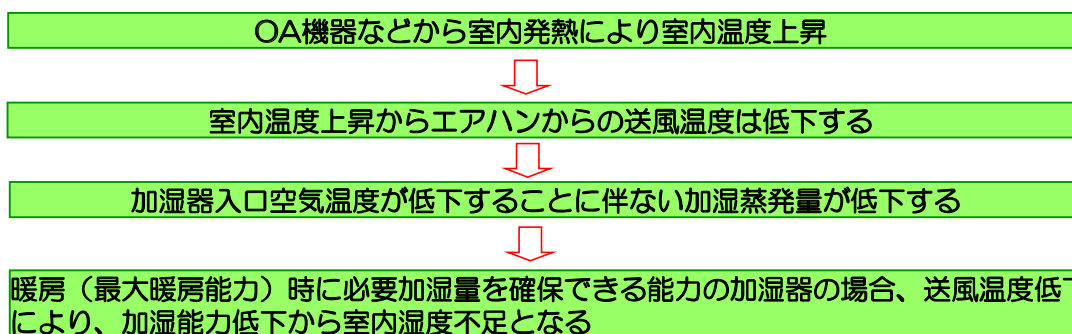 OA機器などから室内発熱により室内温度上昇
室内温度上昇からエアハンからの送風温度は低下する
加湿器入口空気温度が低下することに伴ない加湿蒸発量が低下する
暖房（最大暖房能力）時に必要加湿量を確保できる能力の加湿器の場合、送風温度低下
により、加湿能力低下から室内湿度不足となる